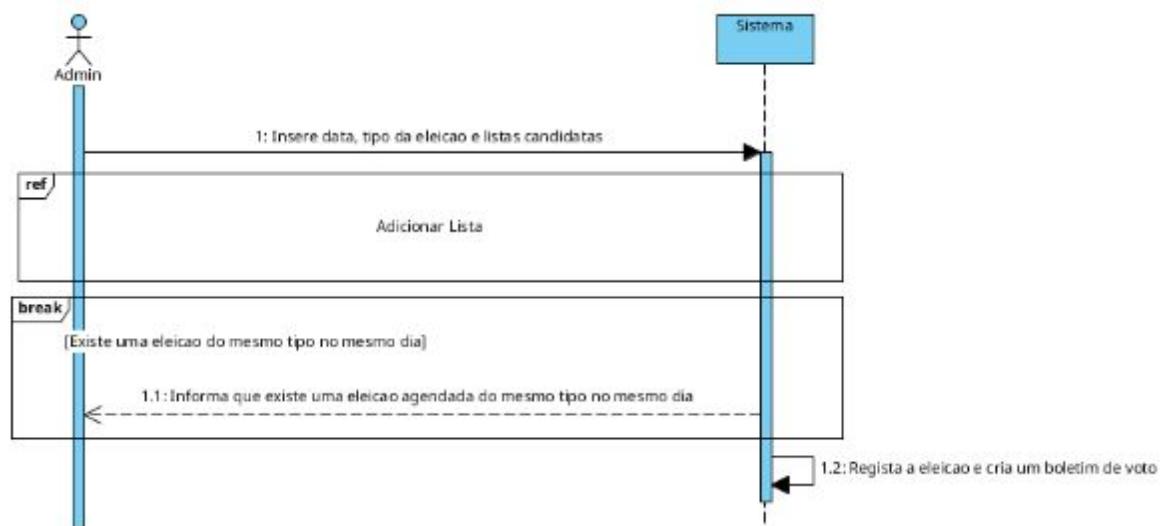 Admin
Sistema
1: Insere data, tipo da eleicao e listas candidatas
ref
Adicionar Lista
break
[Existe uma eleicao do mesmo tipo no mesmo dia]
1.1: Informa que existe uma eleicao agendada do mesmo tipo no mesmo dia
1.2: Regista a eleicao e cria um boletim de voto